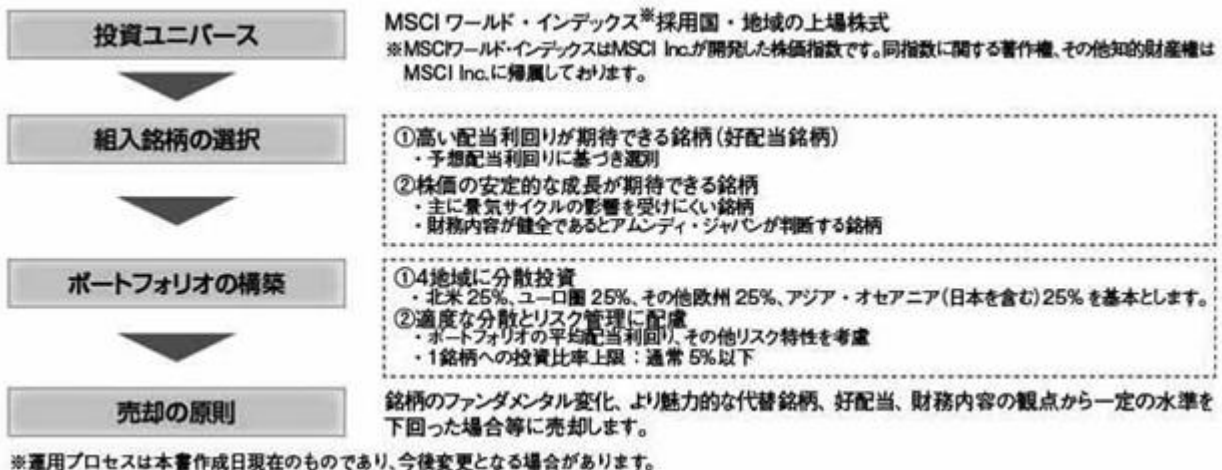 投資ユニバース
MSCI ワールド・インデックス※採用国・地域の上場株式
※MSCIワールド・インデックスはMSCI Inc.が開発した株価指数です。同指数に関する著作権、その他知的財産権は
MSCI Inc.に帰属しております。
組入銘柄の選択
①高い配当利回りが期待できる銘柄(好配当銘柄)
・予想配当利回りに基づき選別
②株価の安定的な成長が期待できる銘柄
・主に景気サイクルの影響を受けにくい銘柄
・財務内容が健全であるとアムンディ・ジャパンが判断する銘柄
ポートフォリオの構築
①4地域に分散投資
・北米 25%、ユーロ圏 25%、その他欧州 25%、アジア・オセアニア(日本を含む)25% を基本とします。
②適度な分散とリスク管理に配慮
・ポートフォリオの平均配当利回り、その他リスク特性を考慮
・1銘柄への投資比率上限:通常 5%以下
売却の原則
銘柄のファンダメンタル変化、より魅力的な代替銘柄、好配当、財務内容の観点から一定の水準を
下回った場合等に売却します。
※運用プロセスは本書作成日現在のものであり、今後変更となる場合があります。